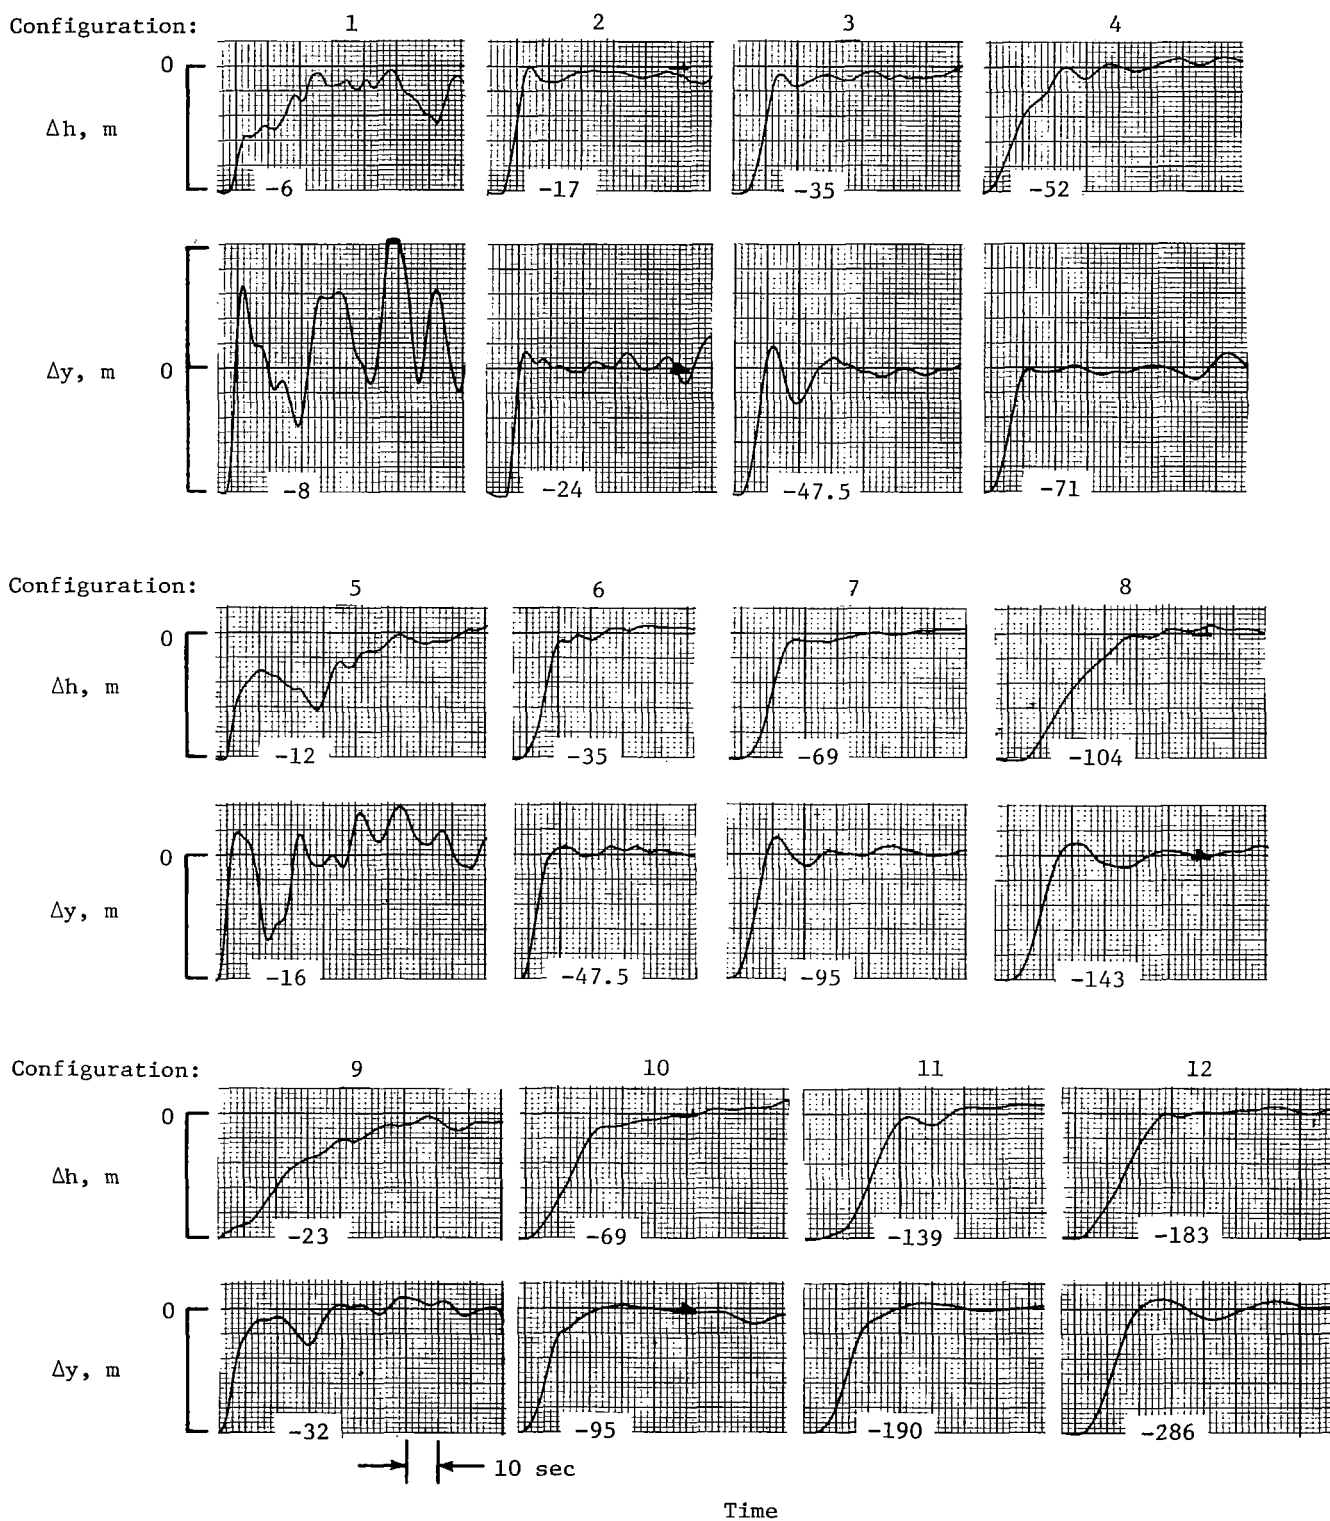 Configuration: 1 2 3 4
0
Δh, m
-6 -17 -35 -52
Δy, m 0
-8 -24 -47.5 -71
Configuration: 5 6 7 8
0
Δh, m
-12 -35 -69 -104
0
Δy, m
-16 -47.5 -95 -143
Configuration: 9 10 11 12
0
Δh, m
-23 -69 -139 -183
0
Δy, m
-32 -95 -190 -286
10 sec
Time